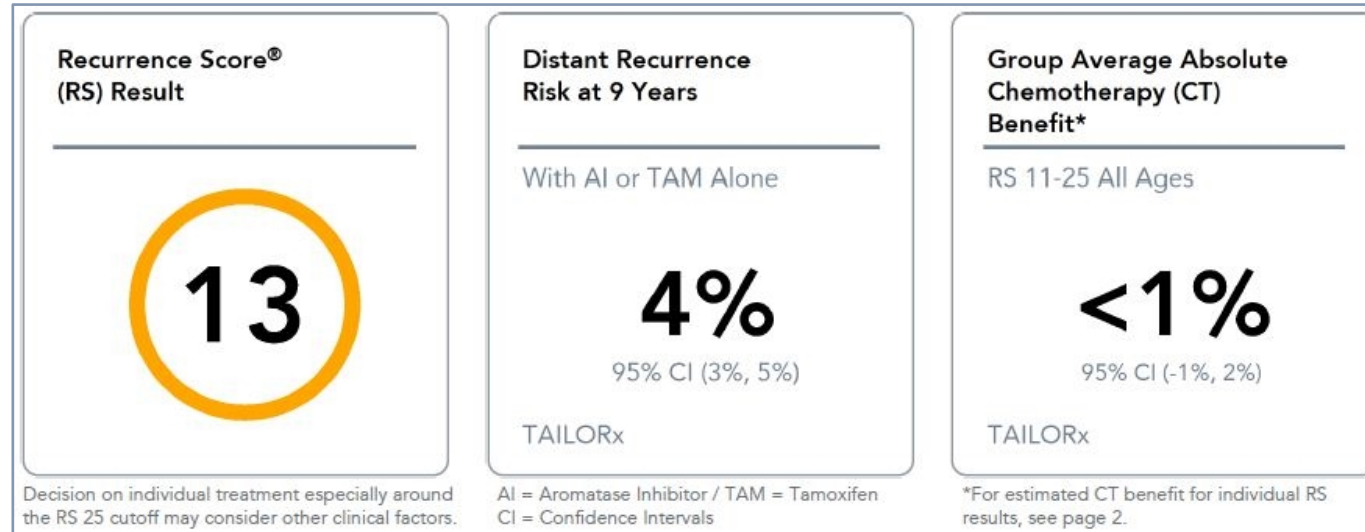 Recurrence Score®
(RS) Result
13
Decision on individual treatment especially around
the RS 25 cutoff may consider other clinical factors.
Distant Recurrence
Risk at 9 Years
With AI or TAM Alone
4%
95% CI (3%, 5%)
TAILORx
AI = Aromatase Inhibitor / TAM = Tamoxifen
CI = Confidence Intervals
Group Average Absolute
Chemotherapy (CT)
Benefit*
RS 11-25 All Ages
<1%
95% CI (-1%, 2%)
TAILORx
*For estimated CT benefit for individual RS
results, see page 2.